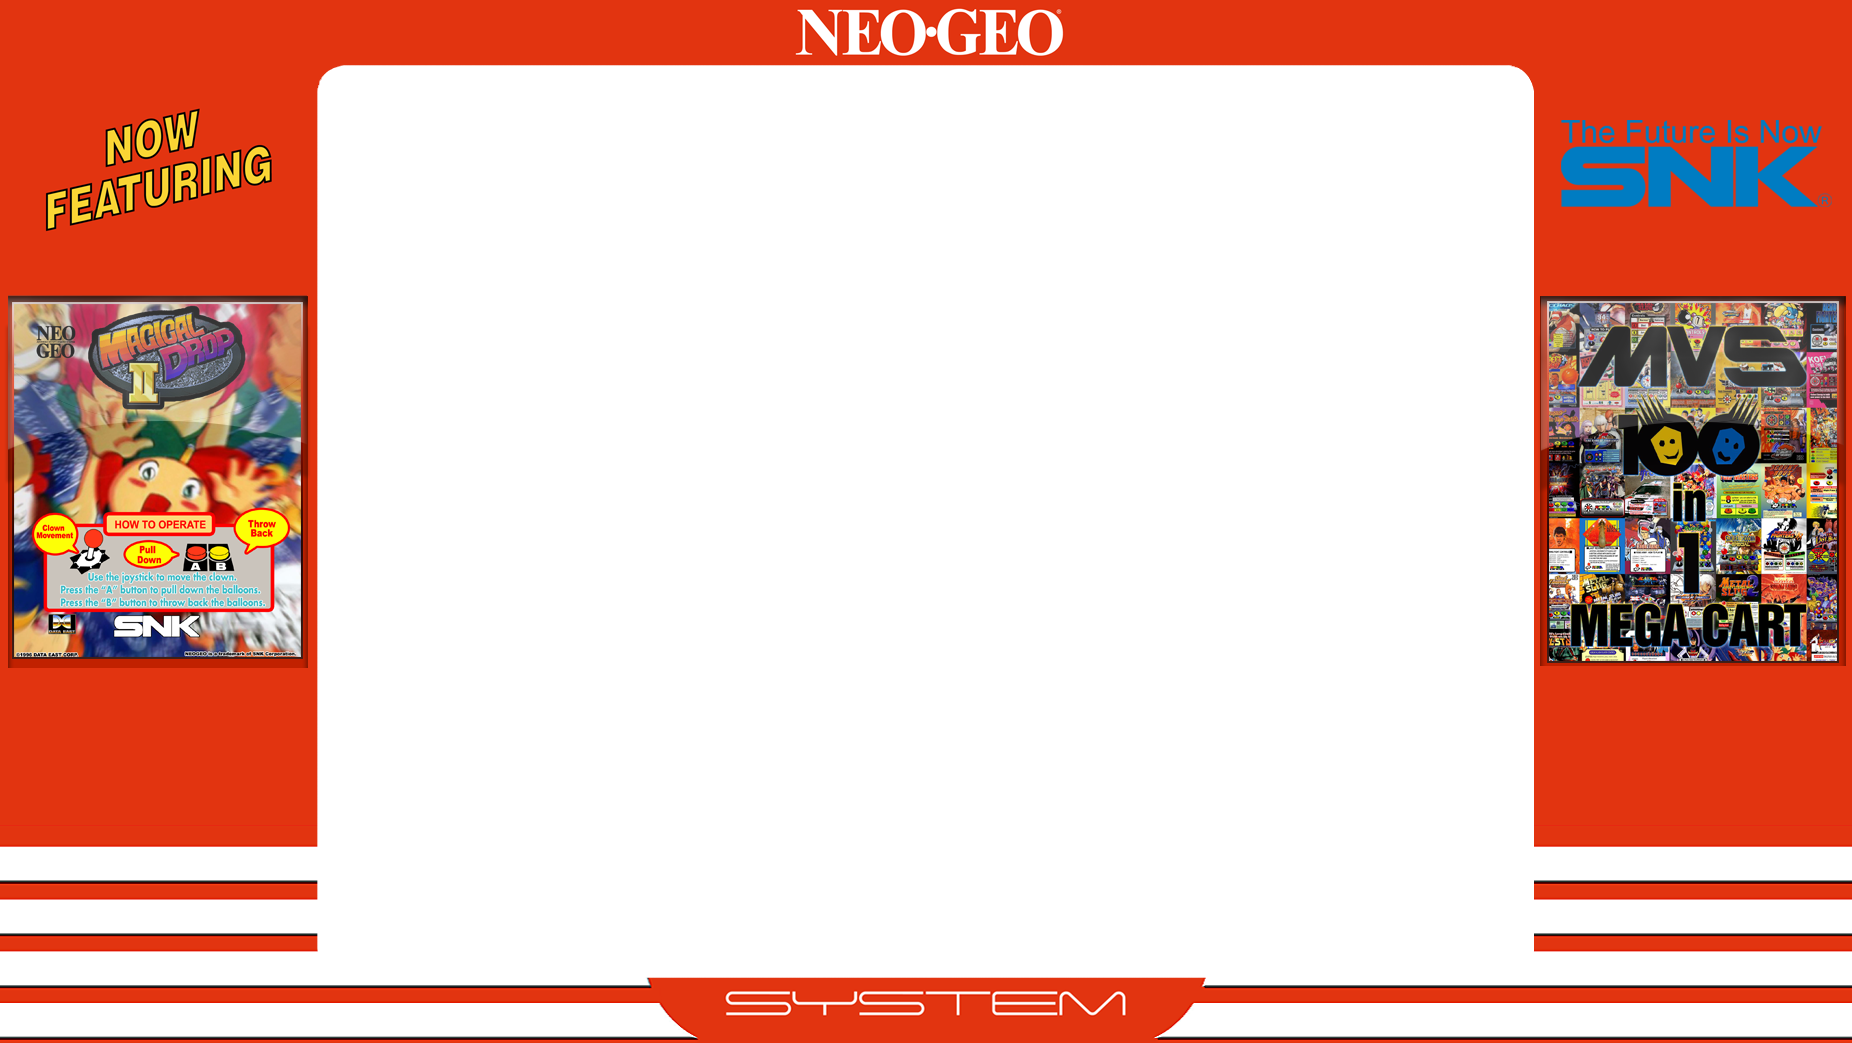 NEO•GEO®
NOW
FEATURING
NEO
GEO
MAGICAL
DROP
II
HOW TO OPERATE
Clown
Movement
Pull
Down
Throw
Back
A B
Use the joystick to move the clown.
Press the "A" button to pull down the balloons.
Press the "B" button to throw back the balloons.
DATA EAST
SNK
©1996 DATA EAST CORP.
NEOGEO is a trademark of SNK Corporation.
The Future Is Now
SNK®
MVS
100
in
1
MEGA CART
SYSTEM